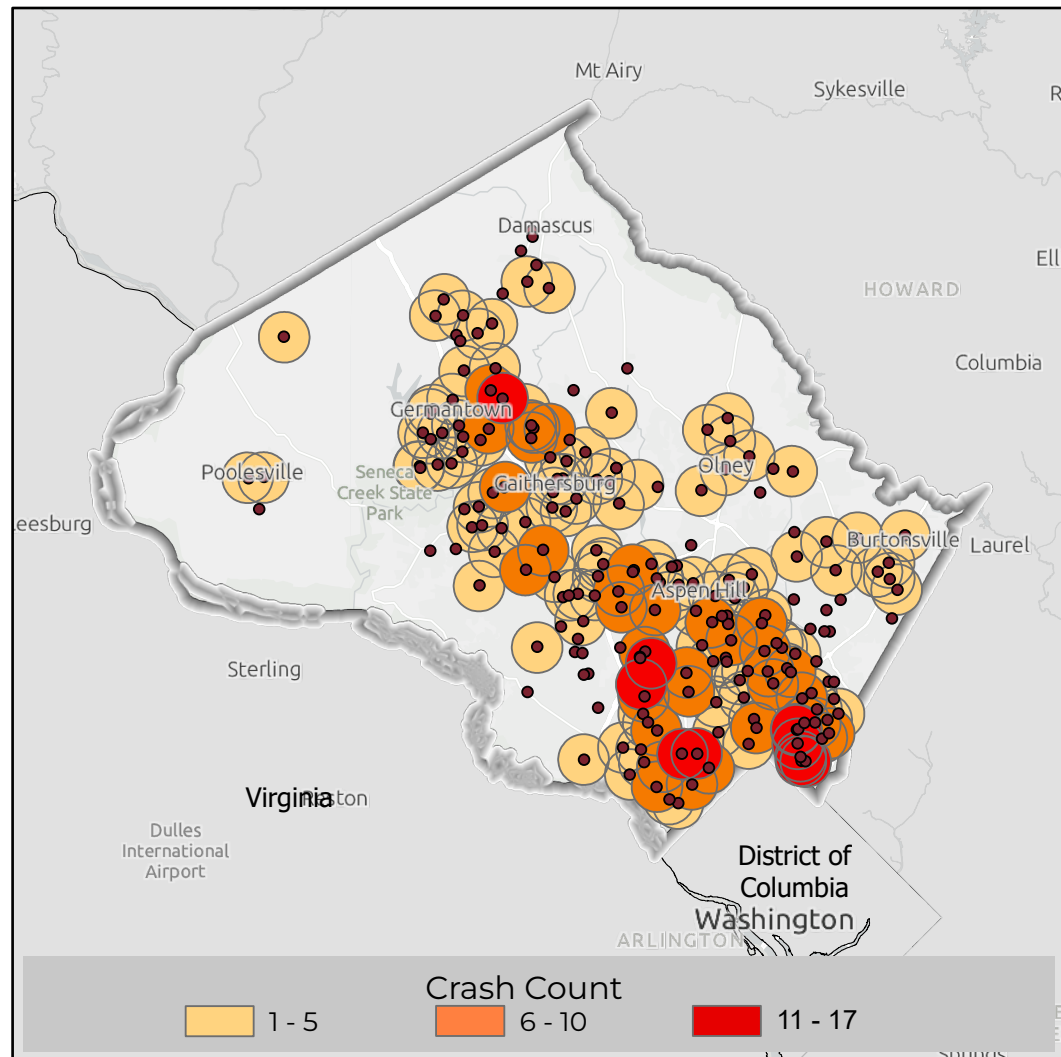 Mt Airy
Sykesville
R
Damascus
Ell
HOWARD
Columbia
Germantown
Olney
Poolesville
Seneca
Creek State
Park
Gaithersburg
leesburg
Burtonsville
Laurel
Aspen Hill
Sterling
Virginia
Reston
Dulles
International
Airport
District of
Columbia
Washington
ARLINGTON
Crash Count
1 - 5
6 - 10
11 - 17